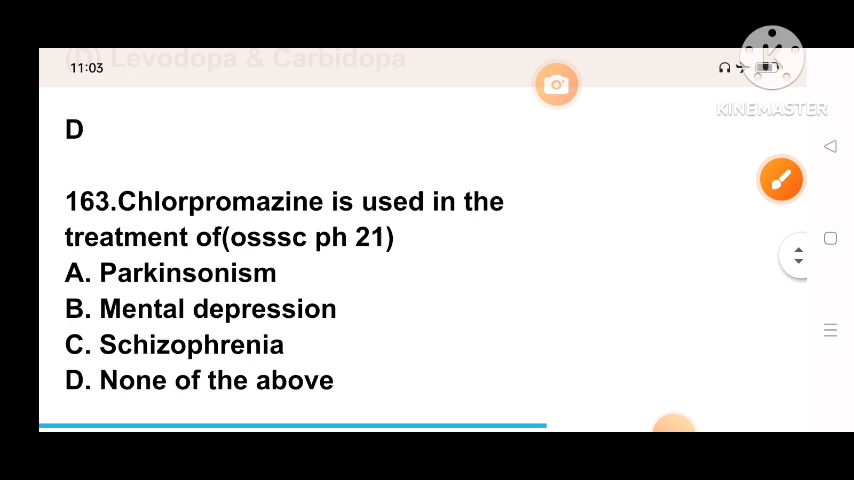 (D) Levodopa & Carbidopa
11:03
KINEMASTER
D
163.Chlorpromazine is used in the
treatment of(osssc ph 21)
A. Parkinsonism
B. Mental depression
C. Schizophrenia
D. None of the above